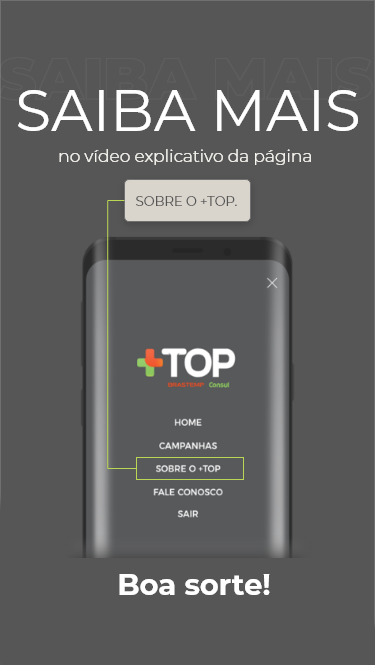 SAIBA MAIS
SAIBA MAIS
no vídeo explicativo da página
SOBRE O +TOP.
+TOP
BRASTEMP Consul
HOME
CAMPANHAS
SOBRE O +TOP
FALE CONOSCO
SAIR
Boa sorte!